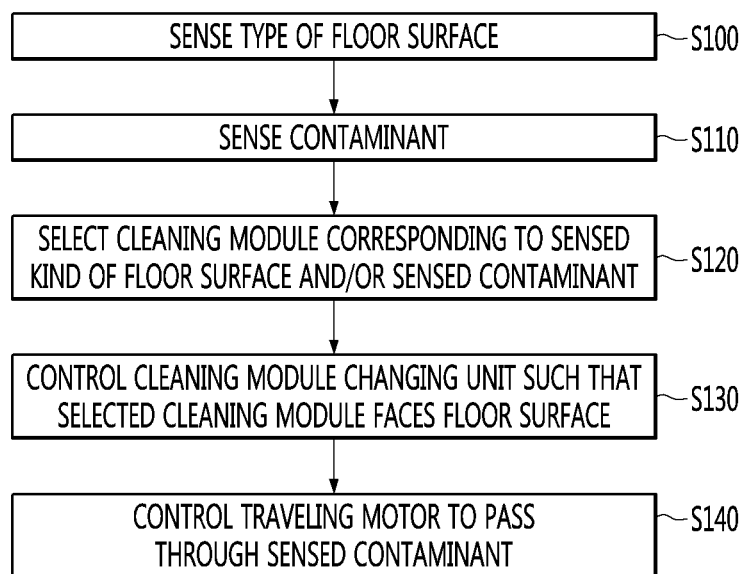 SENSE TYPE OF FLOOR SURFACE
S100
SENSE CONTAMINANT
S110
SELECT CLEANING MODULE CORRESPONDING TO SENSED
KIND OF FLOOR SURFACE AND/OR SENSED CONTAMINANT
S120
CONTROL CLEANING MODULE CHANGING UNIT SUCH THAT
SELECTED CLEANING MODULE FACES FLOOR SURFACE
S130
CONTROL TRAVELING MOTOR TO PASS
THROUGH SENSED CONTAMINANT
S140